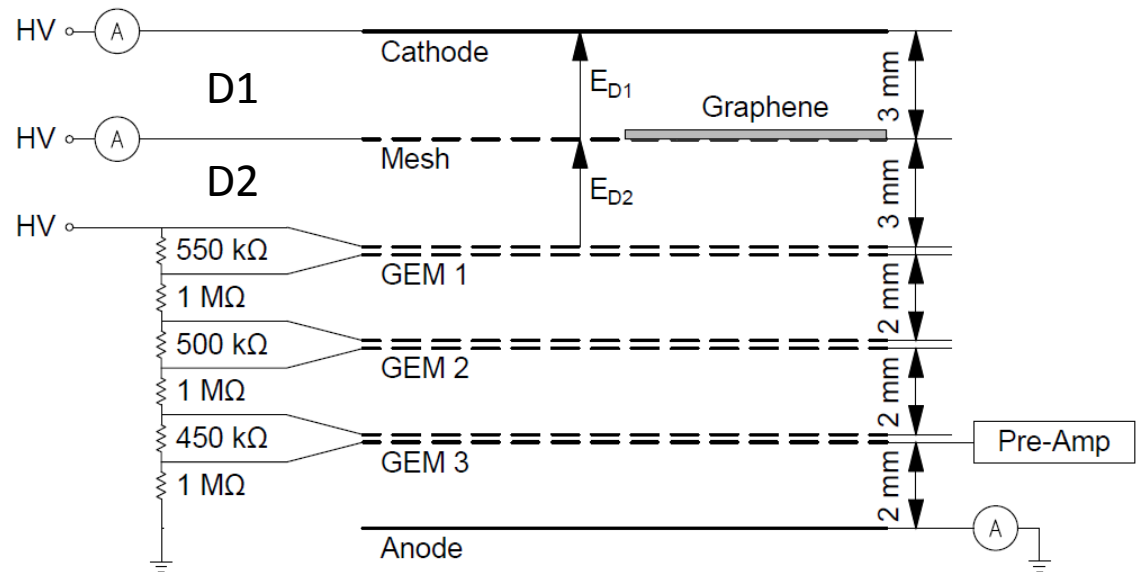 HV
A
Cathode
D1
E_D1
Graphene
3 mm
HV
A
Mesh
D2
E_D2
3 mm
HV
550 kΩ
GEM 1
1 MΩ
2 mm
500 kΩ
GEM 2
1 MΩ
2 mm
450 kΩ
GEM 3
Pre-Amp
1 MΩ
2 mm
A
Anode